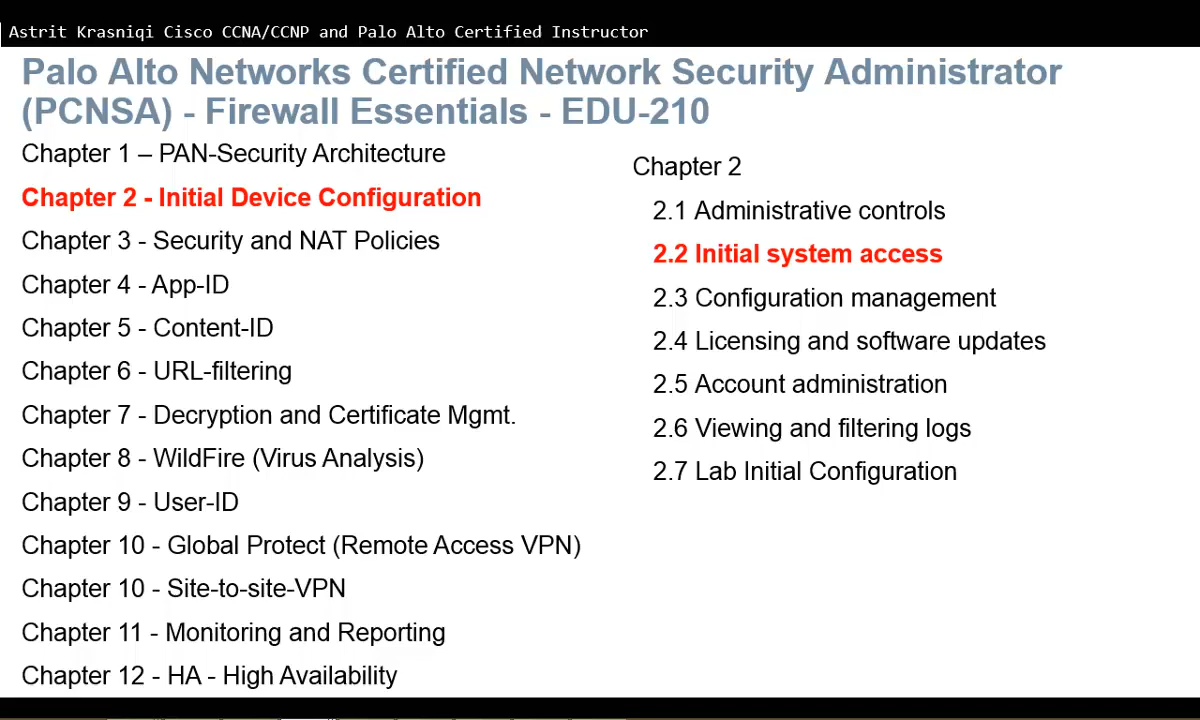 Astrit Krasniqi Cisco CCNA/CCNP and Palo Alto Certified Instructor
Palo Alto Networks Certified Network Security Administrator
(PCNSA) - Firewall Essentials - EDU-210
Chapter 1 – PAN-Security Architecture
Chapter 2 - Initial Device Configuration
Chapter 3 - Security and NAT Policies
Chapter 4 - App-ID
Chapter 5 - Content-ID
Chapter 6 - URL-filtering
Chapter 7 - Decryption and Certificate Mgmt.
Chapter 8 - WildFire (Virus Analysis)
Chapter 9 - User-ID
Chapter 10 - Global Protect (Remote Access VPN)
Chapter 10 - Site-to-site-VPN
Chapter 11 - Monitoring and Reporting
Chapter 12 - HA - High Availability
Chapter 2
2.1 Administrative controls
2.2 Initial system access
2.3 Configuration management
2.4 Licensing and software updates
2.5 Account administration
2.6 Viewing and filtering logs
2.7 Lab Initial Configuration